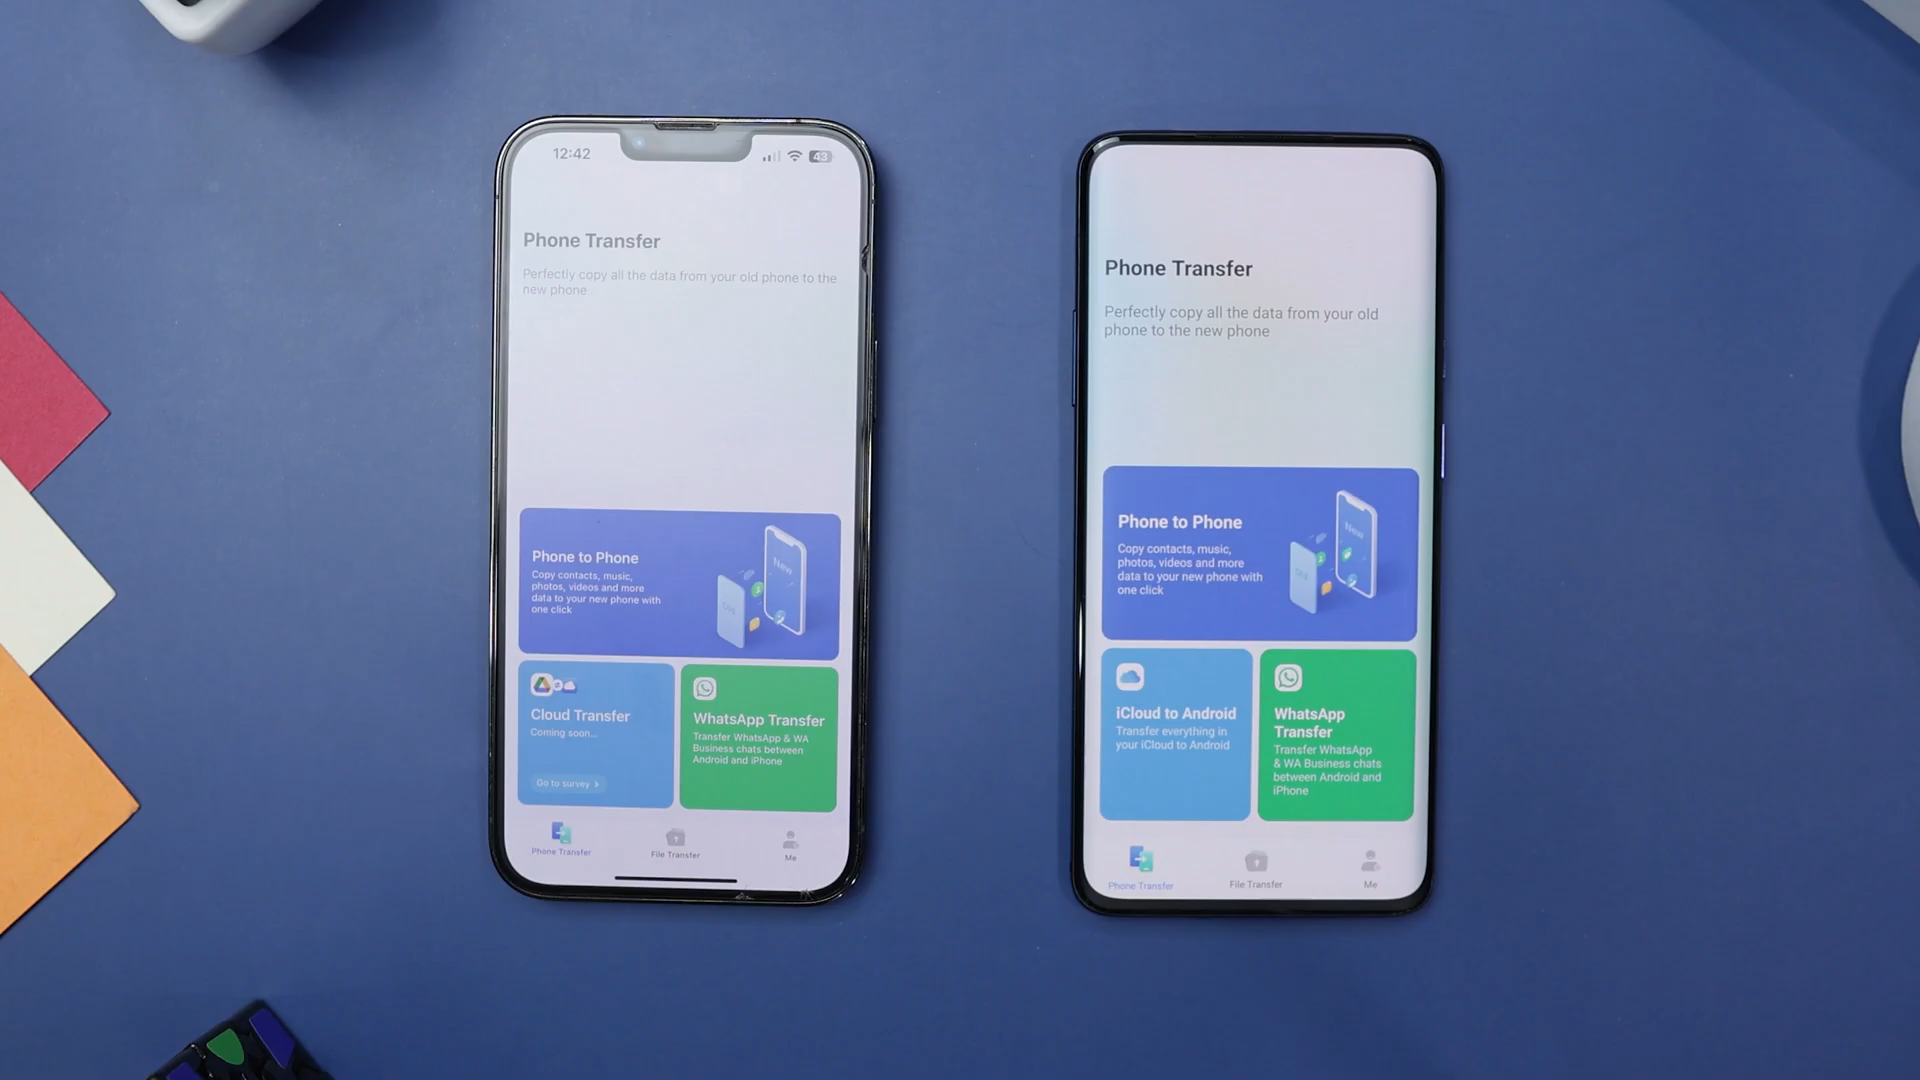 12:42
43
Phone Transfer
Perfectly copy all the data from your old phone to the
new phone
Phone to Phone
Copy contacts, music,
photos, videos and more
data to your new phone with
one click
New
Old
Cloud Transfer
Coming soon...
Go to survey >
WhatsApp Transfer
Transfer WhatsApp & WA
Business chats between
Android and iPhone
Phone Transfer
File Transfer
Me
Phone Transfer
Perfectly copy all the data from your old
phone to the new phone
Phone to Phone
Copy contacts, music,
photos, videos and more
data to your new phone with
one click
New
Old
iCloud to Android
Transfer everything in
your iCloud to Android
WhatsApp
Transfer
Transfer WhatsApp
& WA Business chats
between Android and
iPhone
Phone Transfer
File Transfer
Me